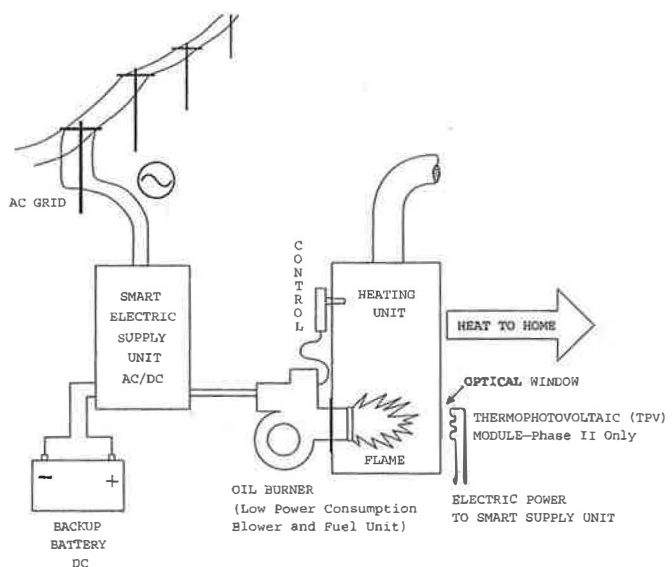 AC GRID
CONTROL
SMART
ELECTRIC
SUPPLY
UNIT
AC/DC
HEATING
UNIT
HEAT TO HOME
OPTICAL WINDOW
THERMOPHOTOVOLTAIC (TPV)
MODULE—Phase II Only
FLAME
OIL BURNER
(Low Power Consumption
Blower and Fuel Unit)
ELECTRIC POWER
TO SMART SUPPLY UNIT
- +
BACKUP
BATTERY
DC